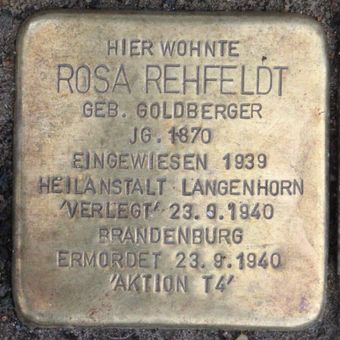 HIER WOHNTE
ROSA REHFELDT
GEB. GOLDBERGER
JG. 1870
EINGEWIESEN 1939
HEILANSTALT LANGENHORN
'VERLEGT' 23.9.1940
BRANDENBURG
ERMORDET 23.9.1940
'AKTION T4'